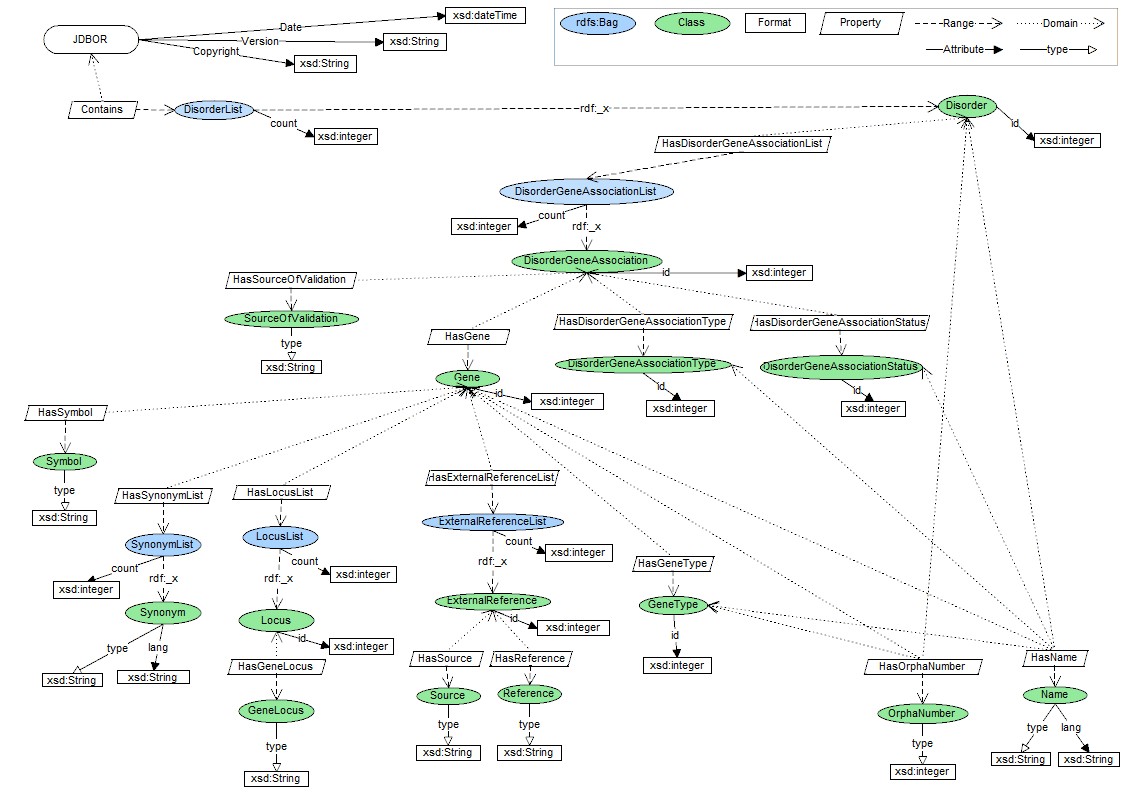 xsd:dateTime
rdfs:Bag Class Format Property Range Domain
Attribute type
Date
JDBOR Version xsd:String
Copyright xsd:String
Contains DisorderList rdf:_x Disorder
count xsd:integer id xsd:integer
HasDisorderGeneAssociationList
DisorderGeneAssociationList
count xsd:integer rdf:_x
DisorderGeneAssociation
id xsd:integer
HasSourceOfValidation
SourceOfValidation
type
xsd:String
HasGene HasDisorderGeneAssociationType HasDisorderGeneAssociationStatus
Gene DisorderGeneAssociationType DisorderGeneAssociationStatus
id xsd:integer id xsd:integer id xsd:integer
HasSymbol
Symbol
type
xsd:String
HasSynonymList HasLocusList HasExternalReferenceList
SynonymList LocusList ExternalReferenceList
count xsd:integer count xsd:integer count xsd:integer
rdf:_x rdf:_x rdf:_x
HasGeneType
Synonym Locus ExternalReference GeneType
type lang id xsd:integer id xsd:integer id
xsd:String xsd:String xsd:integer
HasGeneLocus HasSource HasReference HasOrphaNumber HasName
GeneLocus Source Reference OrphaNumber Name
type type type type type lang
xsd:String xsd:String xsd:String xsd:integer xsd:String xsd:String